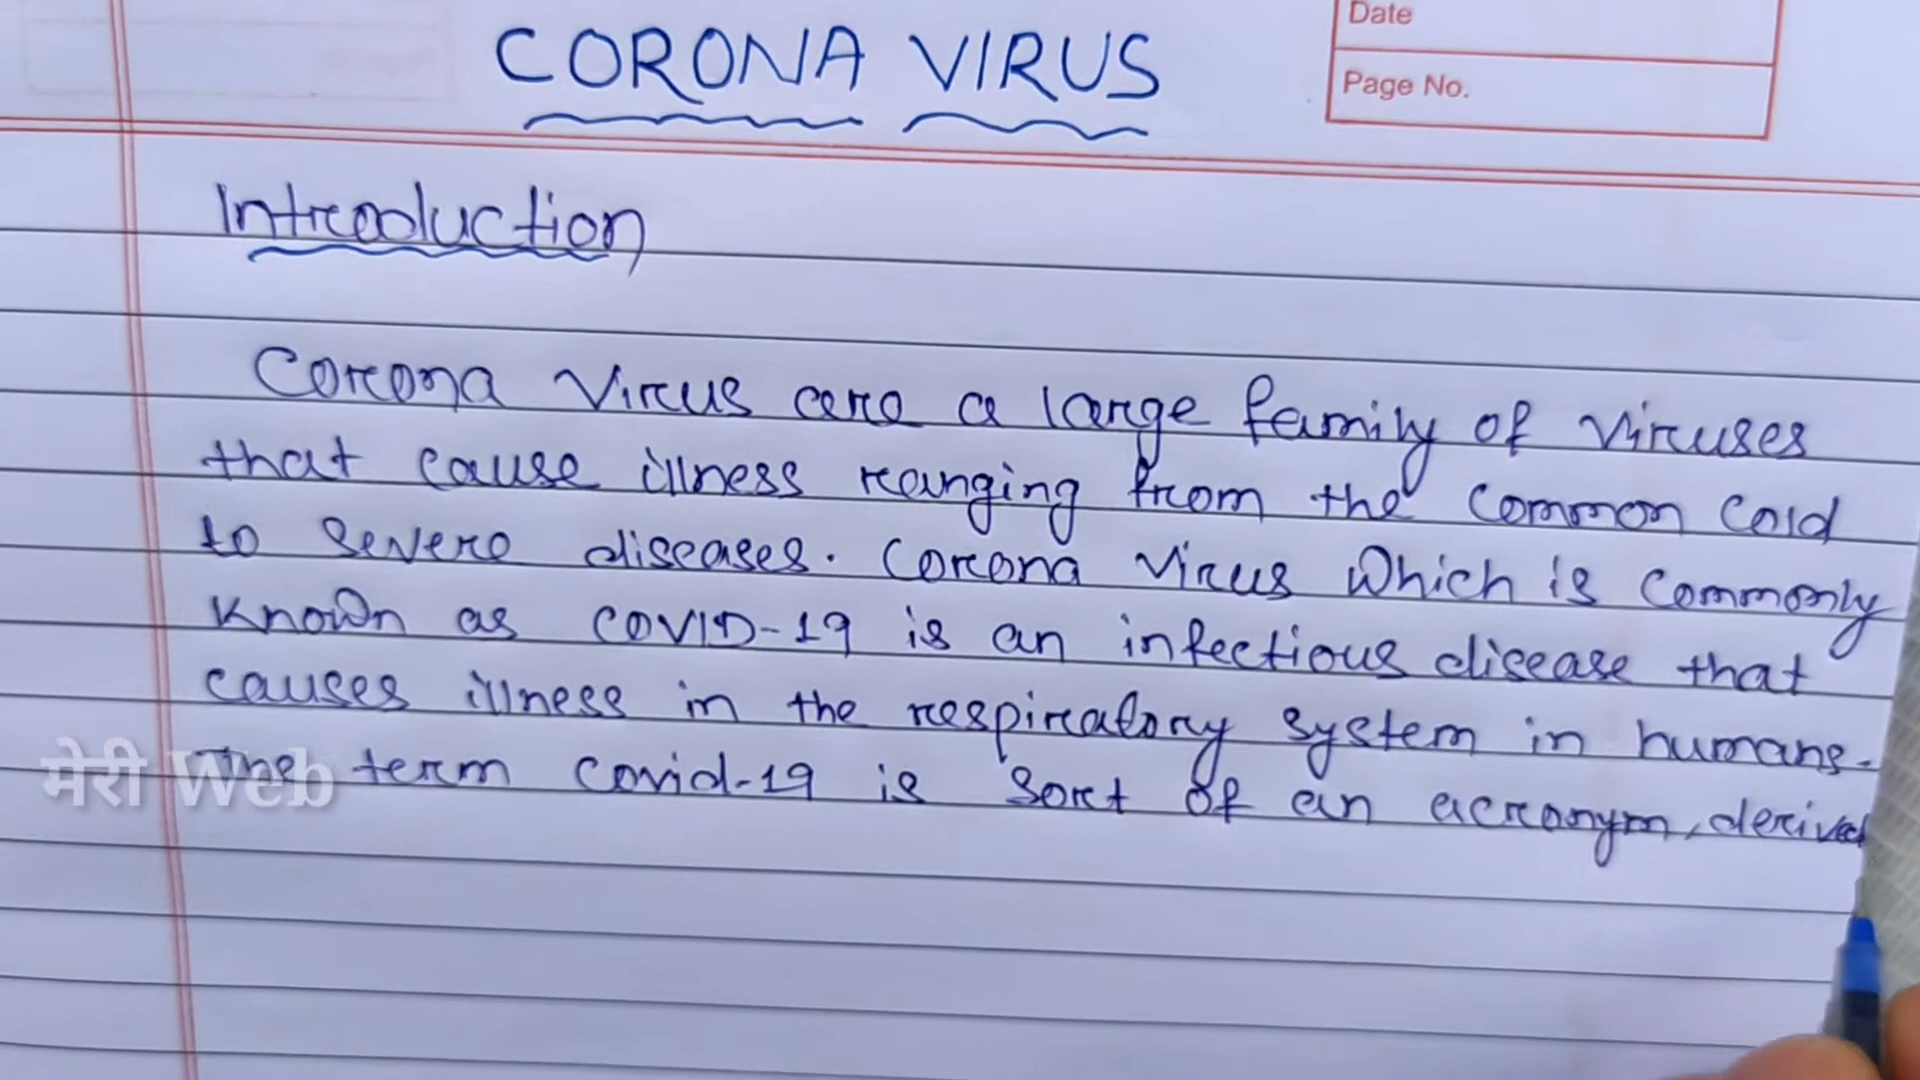 Date
CORONA VIRUS
Page No.
Introduction
Corona Virus are a large family of viruses
that cause illness ranging from the common cold
to severe diseases. Corona virus which is commonly
known as COVID-19 is an infectious disease that
causes illness in the respiratory system in humans.
The term covid-19 is sort of an acronym, derived
मेरी Web